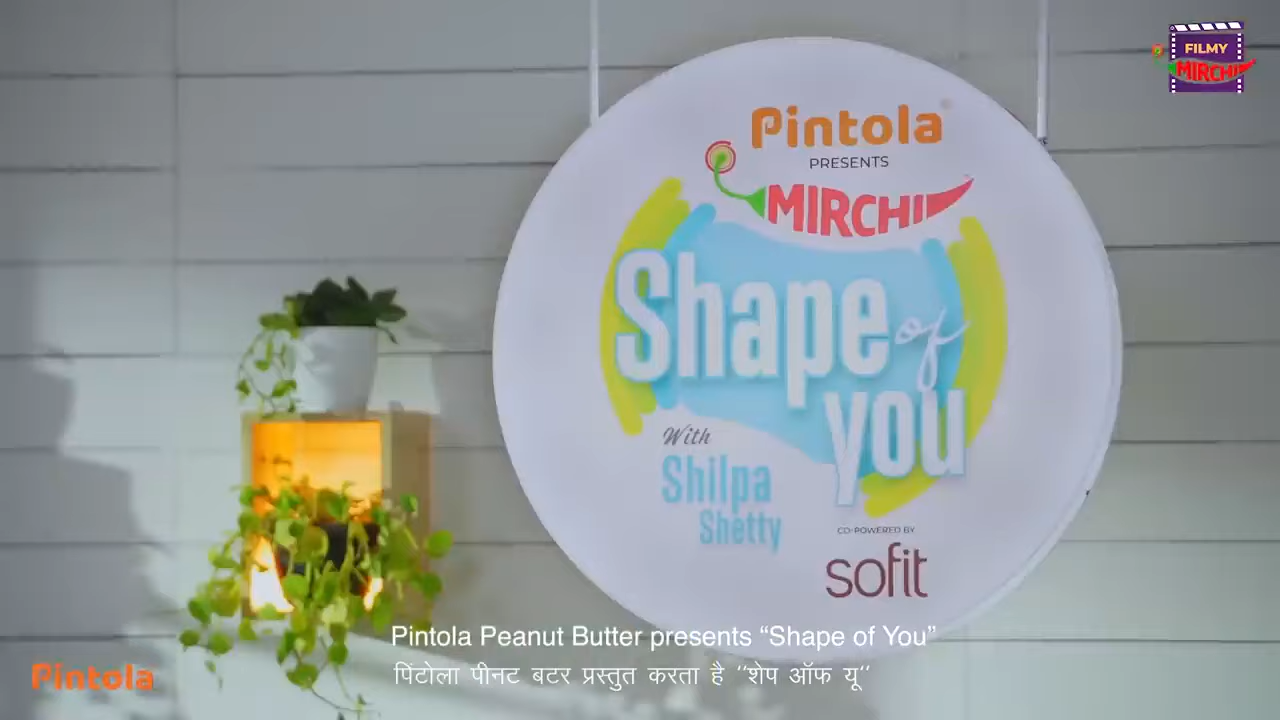 FILMY
MIRCHI
Pintola
PRESENTS
MIRCHI
Shape of
you
With
Shilpa
Shetty
CO-POWERED BY
sofit
Pintola Peanut Butter presents “Shape of You”
पिंटोला पीनट बटर प्रस्तुत करता है ‘‘शेप ऑफ यू‘‘
Pintola